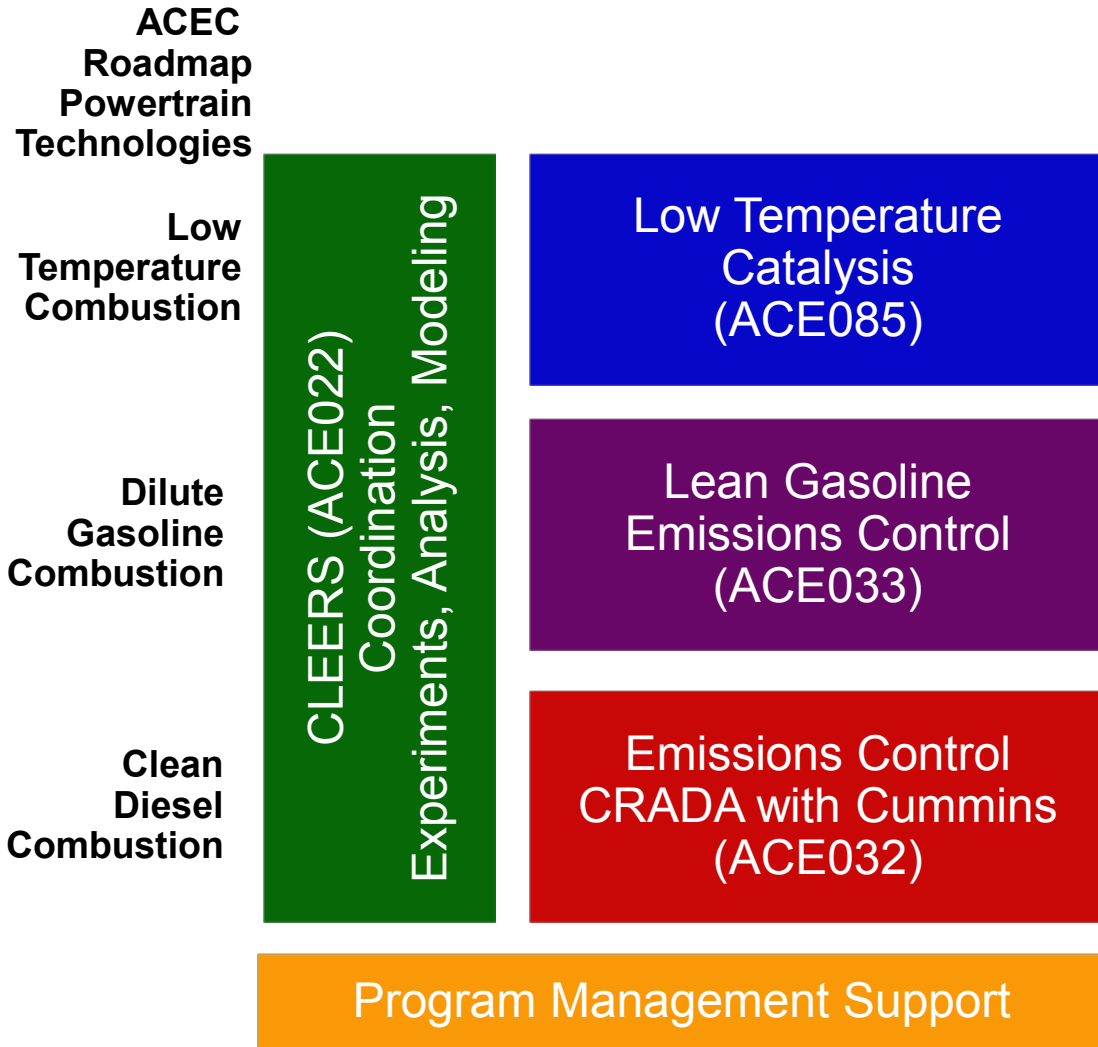 ACEC
Roadmap
Powertrain
Technologies
Low
Temperature
Combustion
Dilute
Gasoline
Combustion
Clean
Diesel
Combustion
CLEERS (ACE022)
Coordination
Experiments, Analysis, Modeling
Low Temperature
Catalysis
(ACE085)
Lean Gasoline
Emissions Control
(ACE033)
Emissions Control
CRADA with Cummins
(ACE032)
Program Management Support